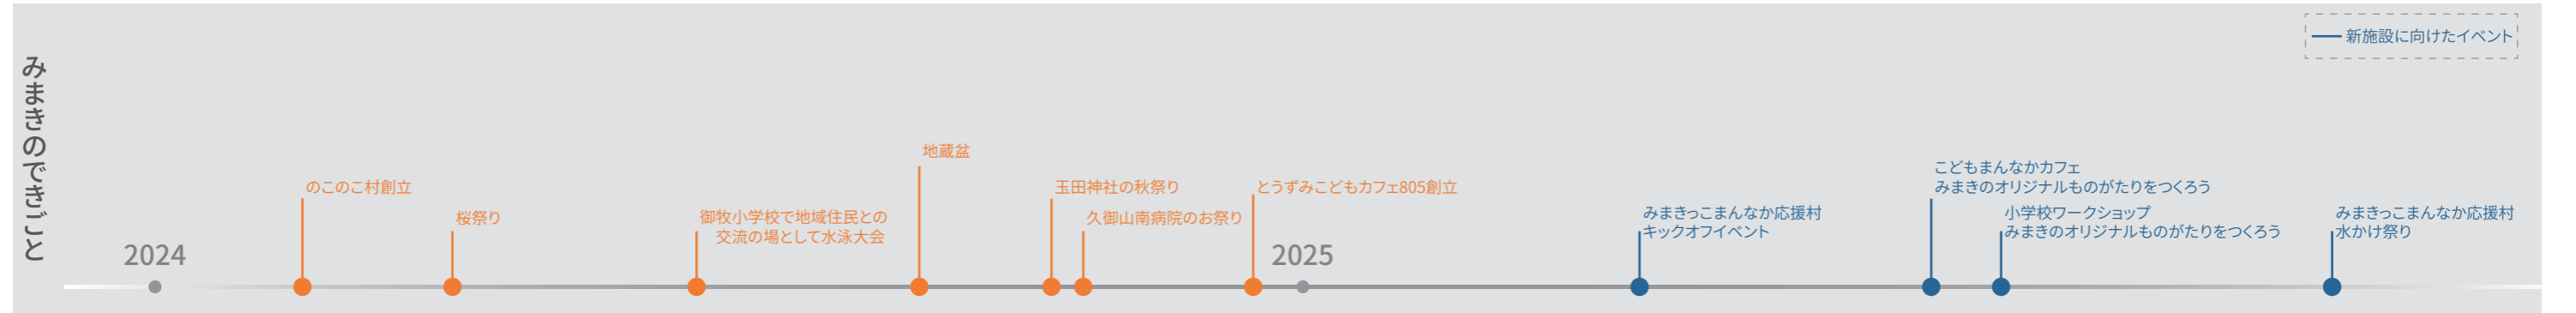 みまきのできごと
新施設に向けたイベント
2024
のこのこ村創立
桜祭り
御牧小学校で地域住民との
交流の場として水泳大会
地蔵盆
玉田神社の秋祭り
久御山南病院のお祭り
とうずみこどもカフェ805創立
2025
みまきっこまんなか応援村
キックオフイベント
こどもまんなかカフェ
みまきのオリジナルものがたりをつくろう
小学校ワークショップ
みまきのオリジナルものがたりをつくろう
みまきっこまんなか応援村
水かけ祭り